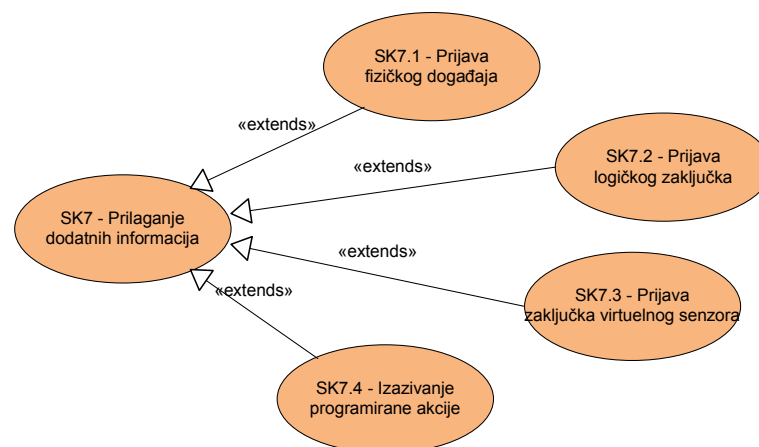 SK7.1 - Prijava
fizičkog događaja
«extends»
SK7.2 - Prijava
logičkog zaključka
«extends»
SK7 - Prilaganje
dodatnih informacija
«extends»
SK7.3 - Prijava
zaključka virtuelnog senzora
«extends»
SK7.4 - Izazivanje
programirane akcije